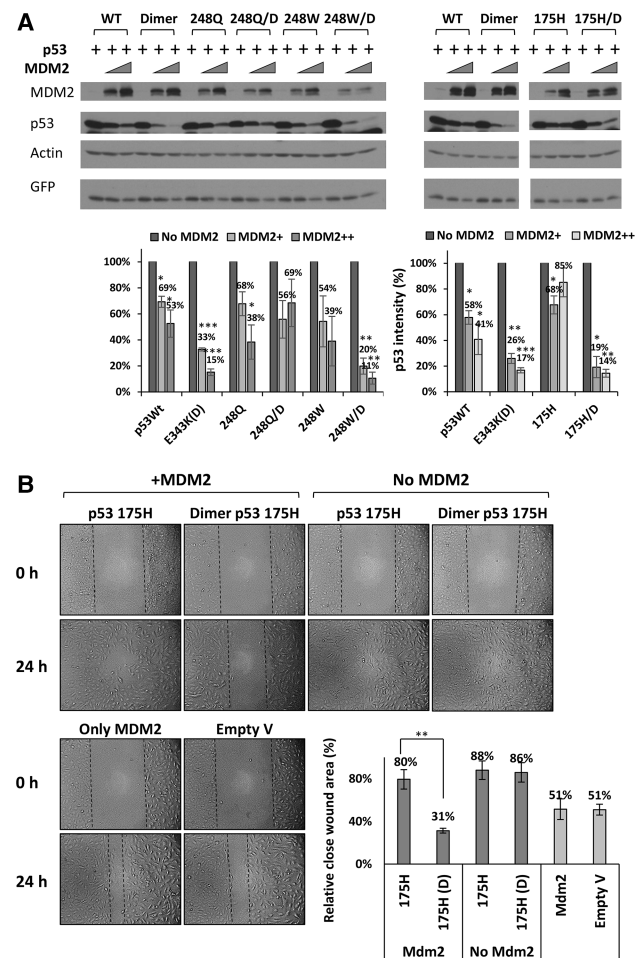 A
WT Dimer 248Q 248Q/D 248W 248W/D WT Dimer 175H 175H/D
p53 + + + + + + + + + + + + + + + + + + + + + + + + + + + + + +
MDM2
MDM2
p53
Actin
GFP
No MDM2 MDM2+ MDM2++
100%
80%
60%
40%
20%
0%
* 69% * 53%
*** 33% *** 15%
68% * 38%
56% 69%
54% 39%
** 20% ** 11%
p53Wt E343K(D) 248Q 248Q/D 248W 248W/D
No MDM2 MDM2+ MDM2++
p53 intensity (%)
100%
80%
60%
40%
20%
0%
* 58% * 41%
** 26% *** 17%
* 68% 85%
* 19% ** 14%
p53WT E343K(D) 175H 175H/D
B
+MDM2 No MDM2
p53 175H Dimer p53 175H p53 175H Dimer p53 175H
0 h
24 h
Only MDM2 Empty V
0 h
24 h
Relative close wound area (%)
80%
40%
0%
**
80% 31% 88% 86% 51% 51%
175H 175H (D) 175H 175H (D) Mdm2 Empty V
Mdm2 No Mdm2